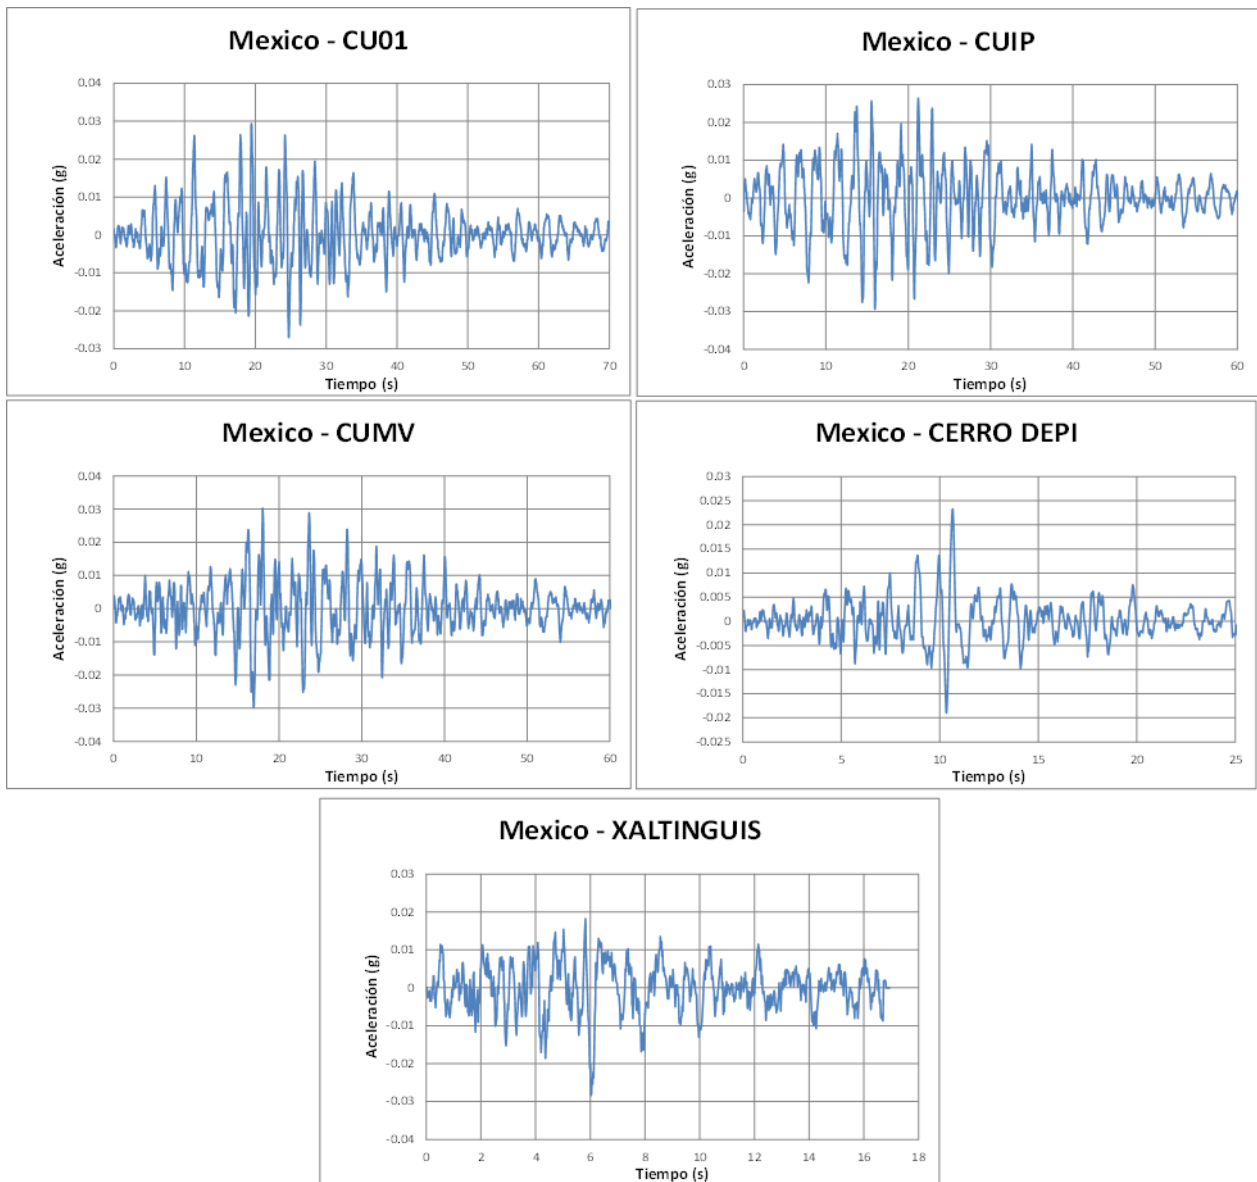 Mexico - CU01
0.04
0.03
0.02
0.01
0
-0.01
-0.02
-0.03
Aceleración (g)
0 10 20 30 40 50 60 70
Tiempo (s)
Mexico - CUIP
0.03
0.02
0.01
0
-0.01
-0.02
-0.03
-0.04
Aceleración (g)
0 10 20 30 40 50 60
Tiempo (s)
Mexico - CUMV
0.04
0.03
0.02
0.01
0
-0.01
-0.02
-0.03
-0.04
Aceleración (g)
0 10 20 30 40 50 60
Tiempo (s)
Mexico - CERRO DEPI
0.03
0.025
0.02
0.015
0.01
0.005
0
-0.005
-0.01
-0.015
-0.02
-0.025
Aceleración (g)
0 5 10 15 20 25
Tiempo (s)
Mexico - XALTINGUIS
0.03
0.02
0.01
0
-0.01
-0.02
-0.03
-0.04
Aceleración (g)
0 2 4 6 8 10 12 14 16 18
Tiempo (s)